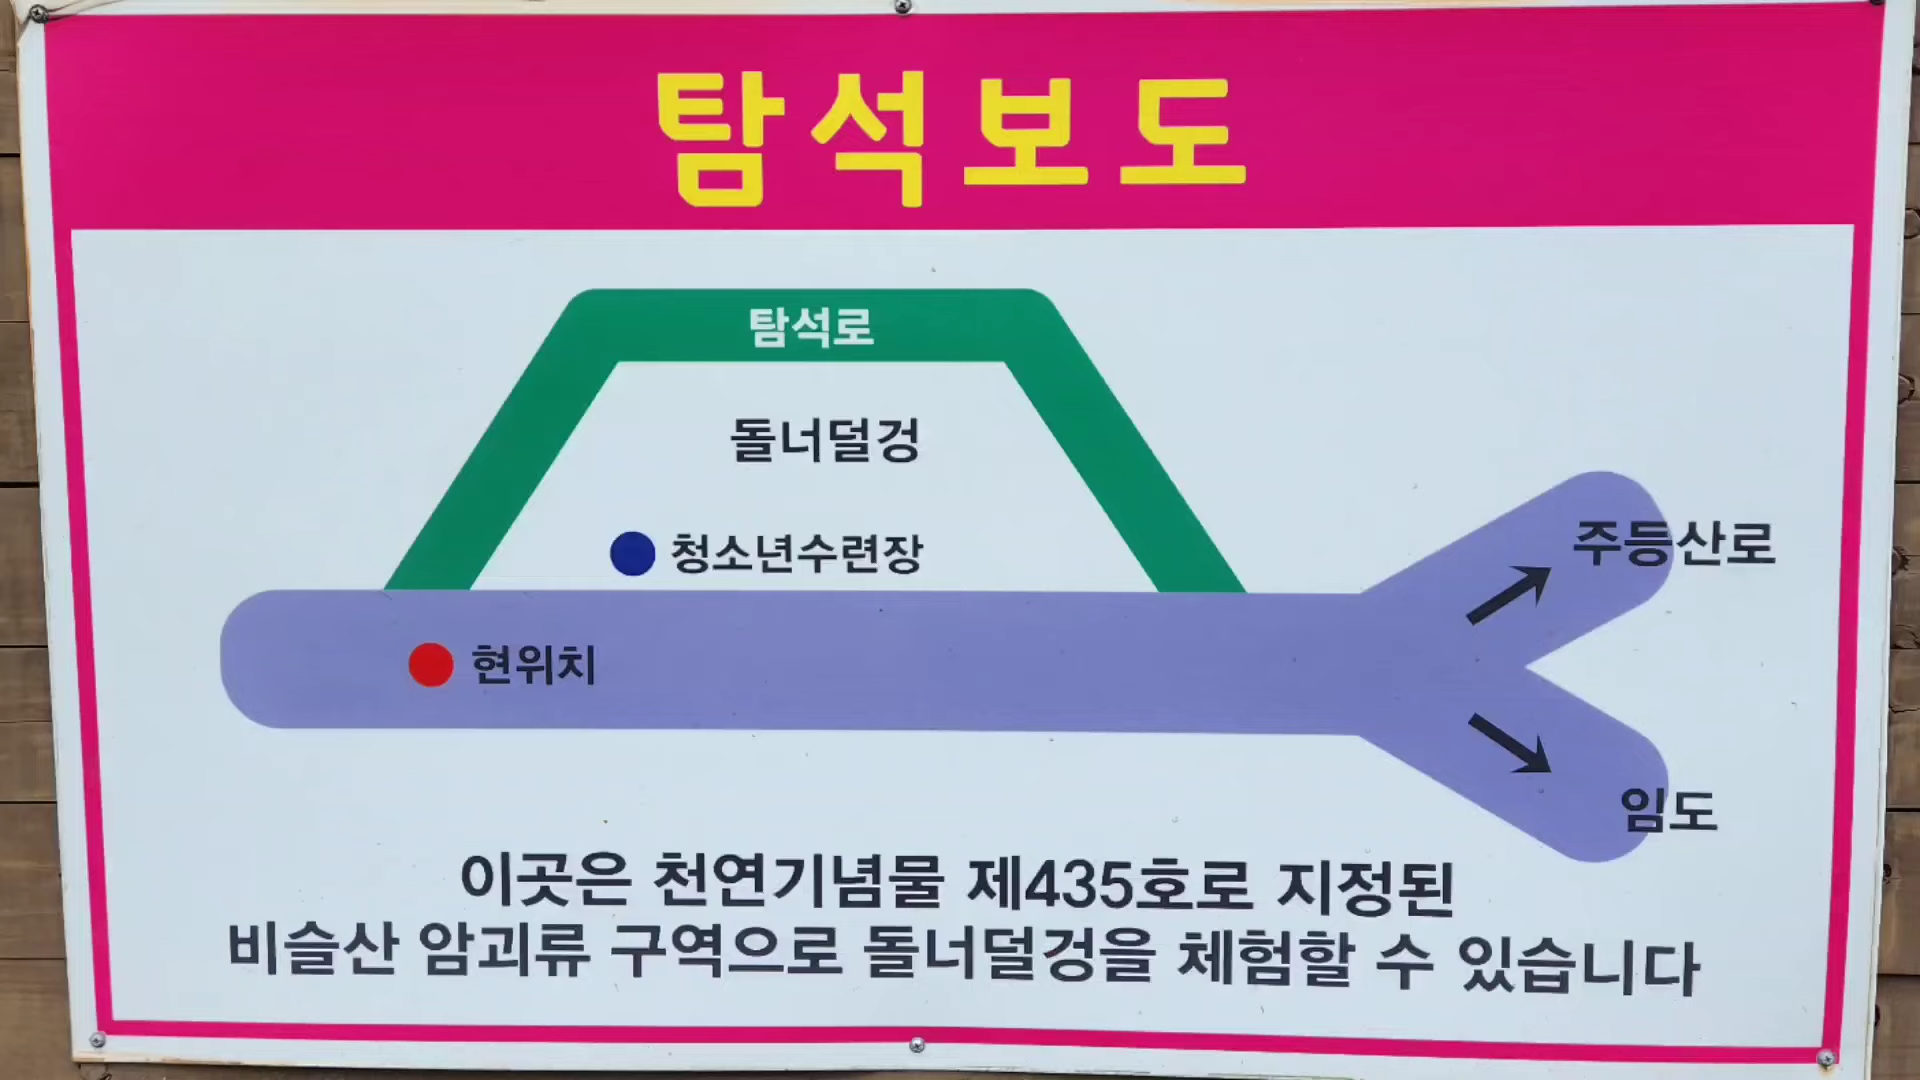 탐석보도
탐석로
돌너덜겅
청소년수련장
주등산로
현위치
임도
이곳은 천연기념물 제435호로 지정된
비슬산 암괴류 구역으로 돌너덜겅을 체험할 수 있습니다